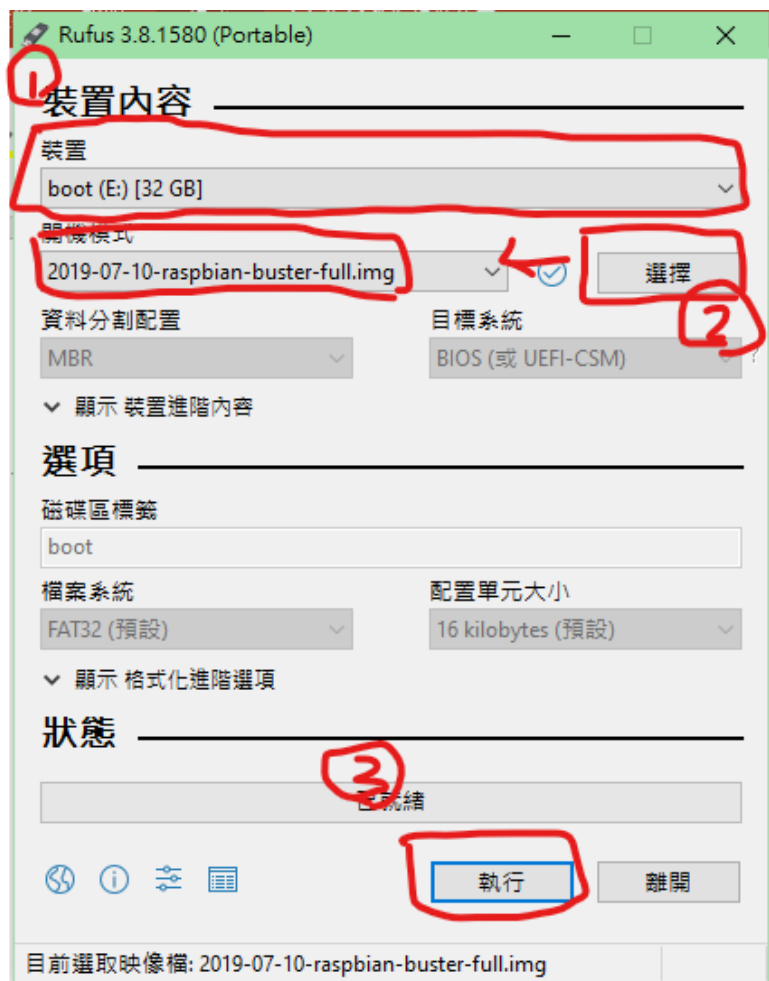 Rufus 3.8.1580 (Portable)
1
裝置內容
裝置
boot (E:) [32 GB]
開機模式
2019-07-10-raspbian-buster-full.img
選擇
2
資料分割配置
目標系統
MBR
BIOS (或 UEFI-CSM)
?
顯示 裝置進階內容
選項
磁碟區標籤
boot
檔案系統
配置單元大小
FAT32 (預設)
16 kilobytes (預設)
顯示 格式化進階選項
狀態
3
已就緒
執行
離開
目前選取映像檔: 2019-07-10-raspbian-buster-full.img